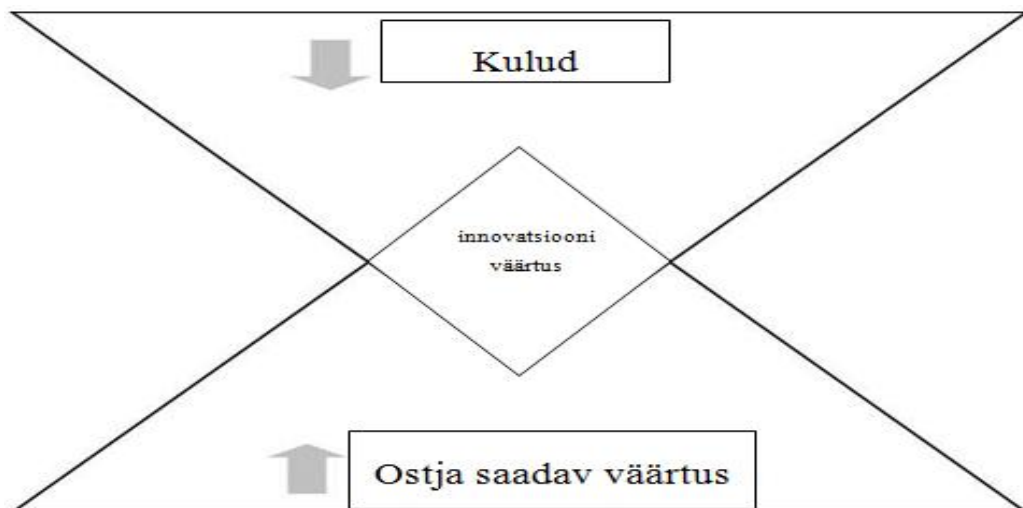 Kulud
innovatsiooni
väärtus
Ostja saadav väärtus